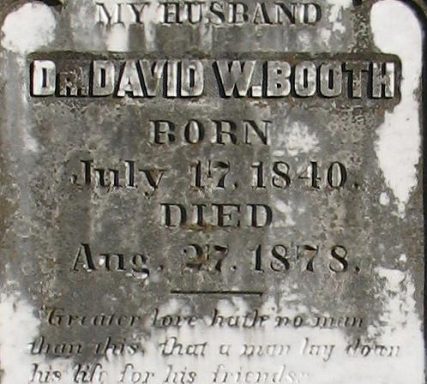 MY HUSBAND
DR. DAVID W. BOOTH
BORN
July 17. 1840.
DIED
Aug. 27. 1878.
Greater love hath no man
than this, that a man lay down
his life for his friends.